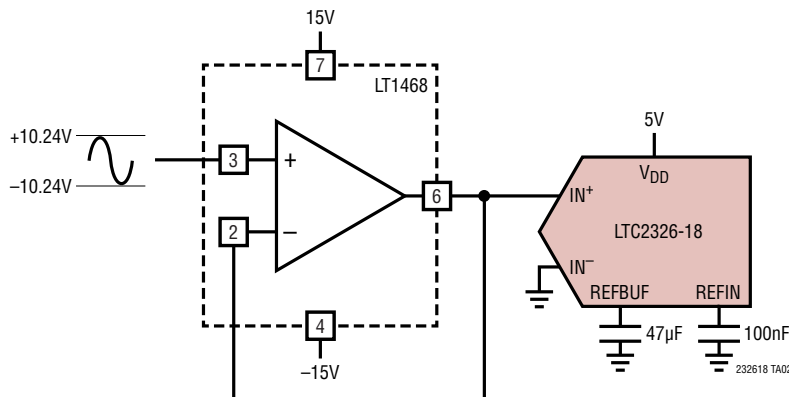 15V
7
LT1468
+10.24V
–10.24V
3
+
2
–
6
4
–15V
5V
VDD
IN+
LTC2326-18
IN–
REFBUF
REFIN
47µF
100nF
232618 TA02